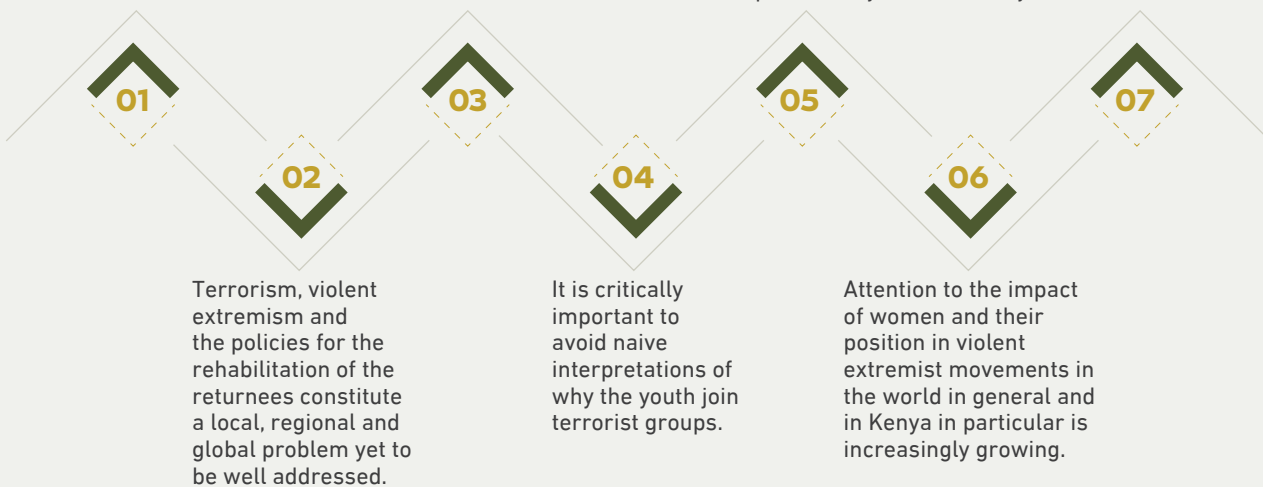 01
03
05
07
02
04
06
Terrorism, violent
extremism and
the policies for the
rehabilitation of the
returnees constitute
a local, regional and
global problem yet to
be well addressed.
It is critically
important to
avoid naive
interpretations of
why the youth join
terrorist groups.
Attention to the impact
of women and their
position in violent
extremist movements in
the world in general and
in Kenya in particular is
increasingly growing.